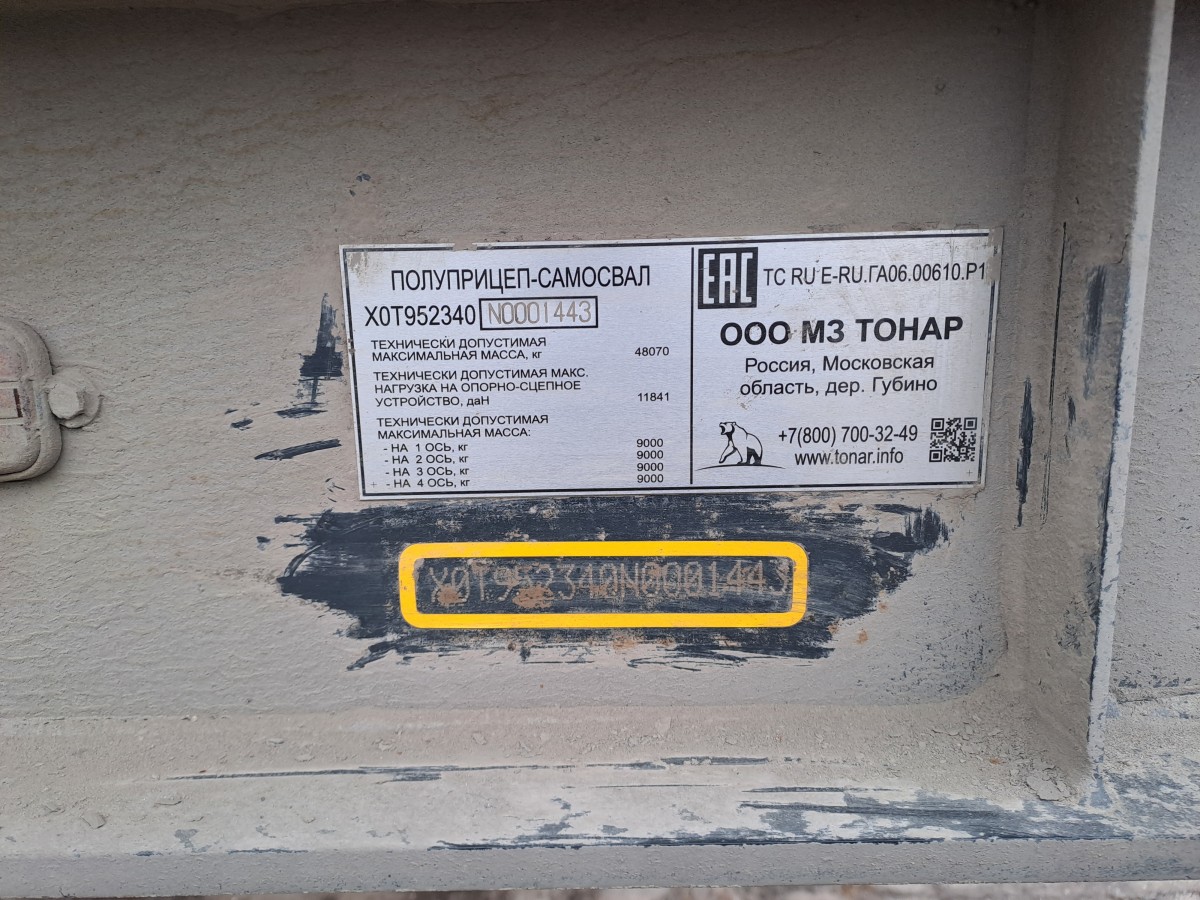 ПОЛУПРИЦЕП-САМОСВАЛ
X0T952340 N0001443
ТЕХНИЧЕСКИ ДОПУСТИМАЯ
МАКСИМАЛЬНАЯ МАССА, кг 48070
ТЕХНИЧЕСКИ ДОПУСТИМАЯ МАКС.
НАГРУЗКА НА ОПОРНО-СЦЕПНОЕ
УСТРОЙСТВО, даН 11841
ТЕХНИЧЕСКИ ДОПУСТИМАЯ
МАКСИМАЛЬНАЯ МАССА:
- НА 1 ОСЬ, кг 9000
- НА 2 ОСЬ, кг 9000
- НА 3 ОСЬ, кг 9000
- НА 4 ОСЬ, кг 9000
EAC TC RU E-RU.ГА06.00610.P1
ООО МЗ ТОНАР
Россия, Московская
область, дер. Губино
+7(800) 700-32-49
www.tonar.info
X0T952340N0001443